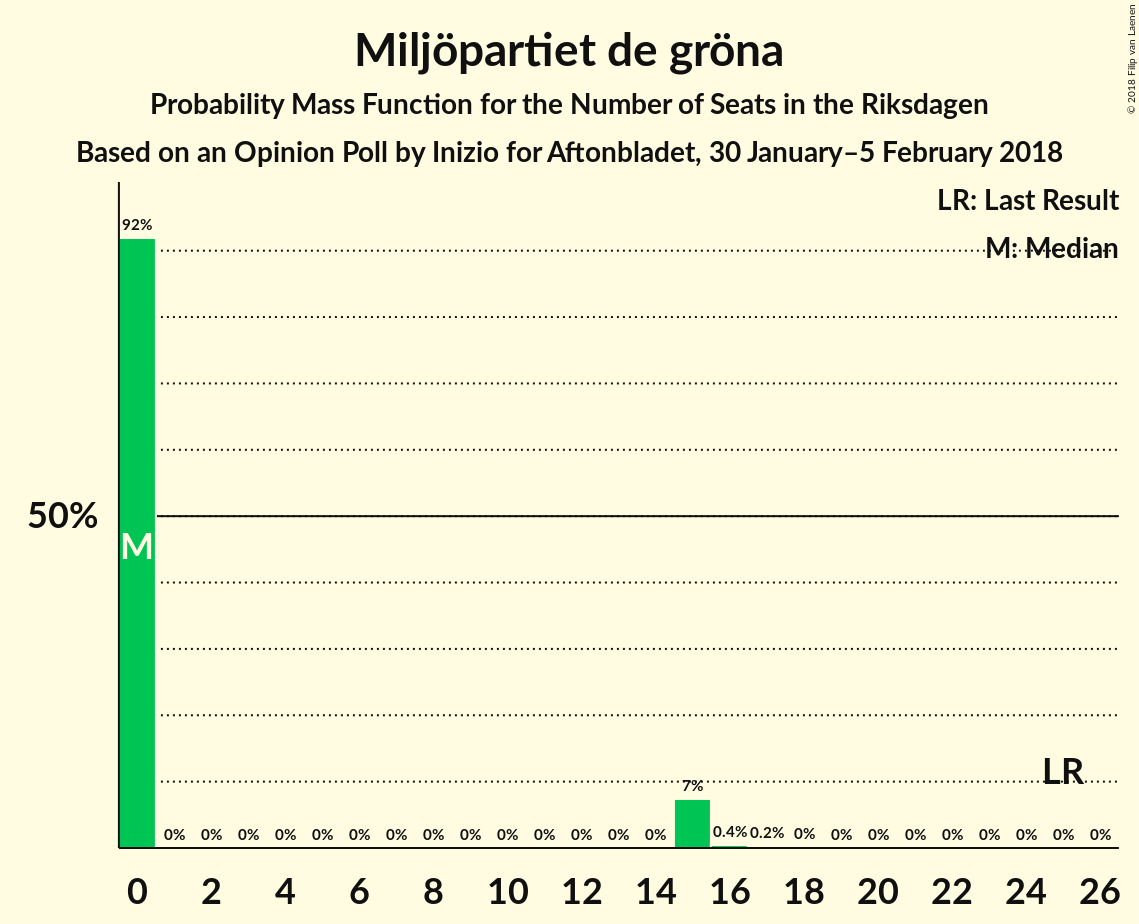 Miljöpartiet de gröna
Probability Mass Function for the Number of Seats in the Riksdagen
Based on an Opinion Poll by Inizio for Aftonbladet, 30 January–5 February 2018
© 2018 Filip van Laenen
LR: Last Result
M: Median
92%
50%
M
LR
7%
0% 0% 0% 0% 0% 0% 0% 0% 0% 0% 0% 0% 0% 0% 0.4% 0.2% 0% 0% 0% 0% 0% 0% 0% 0% 0%
0 2 4 6 8 10 12 14 16 18 20 22 24 26